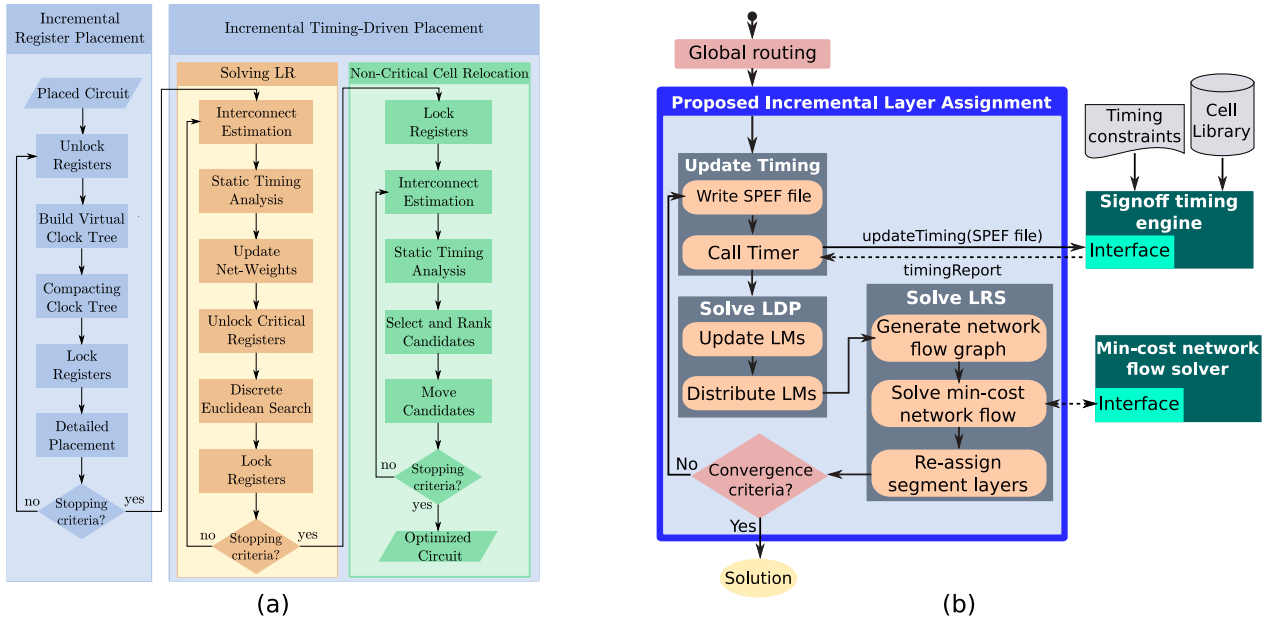 Incremental
Register Placement
Placed Circuit
Unlock
Registers
Build Virtual
Clock Tree
Compacting
Clock Tree
Lock
Registers
Detailed
Placement
no
Stopping
criteria?
yes
Incremental Timing-Driven Placement
Solving LR
Interconnect
Estimation
Static Timing
Analysis
Update
Net-Weights
Unlock Critical
Registers
Discrete
Euclidean Search
Lock
Registers
no
Stopping
criteria?
yes
Non-Critical Cell Relocation
Lock
Registers
Interconnect
Estimation
Static Timing
Analysis
Select and Rank
Candidates
Move
Candidates
no
Stopping
criteria?
yes
Optimized
Circuit
(a)
Global routing
Proposed Incremental Layer Assignment
Update Timing
Write SPEF file
Call Timer
updateTiming(SPEF file)
timingReport
Timing
constraints
Cell
Library
Signoff timing
engine
Interface
Solve LDP
Update LMs
Distribute LMs
Solve LRS
Generate network
flow graph
Solve min-cost
network flow
Re-assign
segment layers
Min-cost network
flow solver
Interface
No
Convergence
criteria?
Yes
Solution
(b)